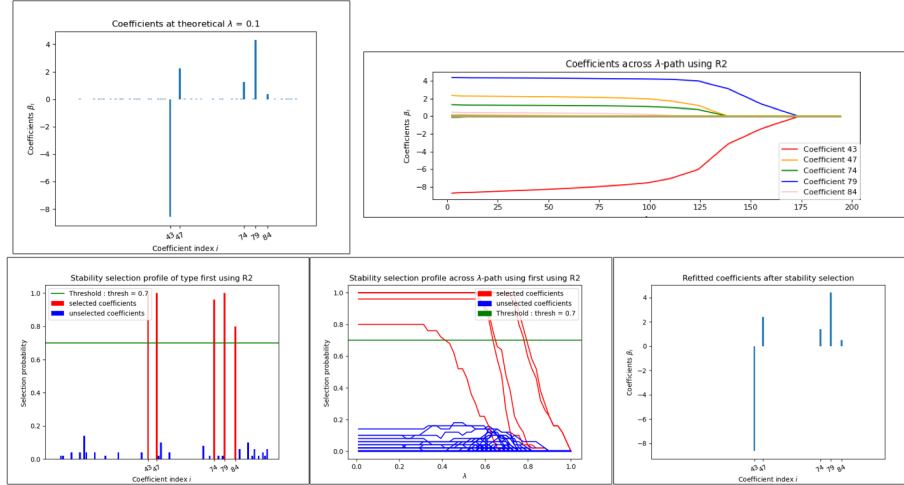 Coefficients at theoretical λ = 0.1
Coefficients βi
4
2
0
−2
−4
−6
−8
43
47
74
79
84
Coefficient index i
Coefficients across λ-path using R2
Coefficients βi
4
2
0
−2
−4
−6
−8
0
25
50
75
100
125
150
175
200
Coefficient 43
Coefficient 47
Coefficient 74
Coefficient 79
Coefficient 84
Stability selection profile of type first using R2
Selection probability
1.0
0.8
0.6
0.4
0.2
0.0
Threshold : thresh = 0.7
selected coefficients
unselected coefficients
43
47
74
79
84
Coefficient index i
Stability selection profile across λ-path using first using R2
Selection probability
1.0
0.8
0.6
0.4
0.2
0.0
selected coefficients
unselected coefficients
Threshold : thresh = 0.7
0.0
0.2
0.4
0.6
0.8
1.0
λ
Refitted coefficients after stability selection
Coefficients βi
4
2
0
−2
−4
−6
−8
43
47
74
79
84
Coefficient index i